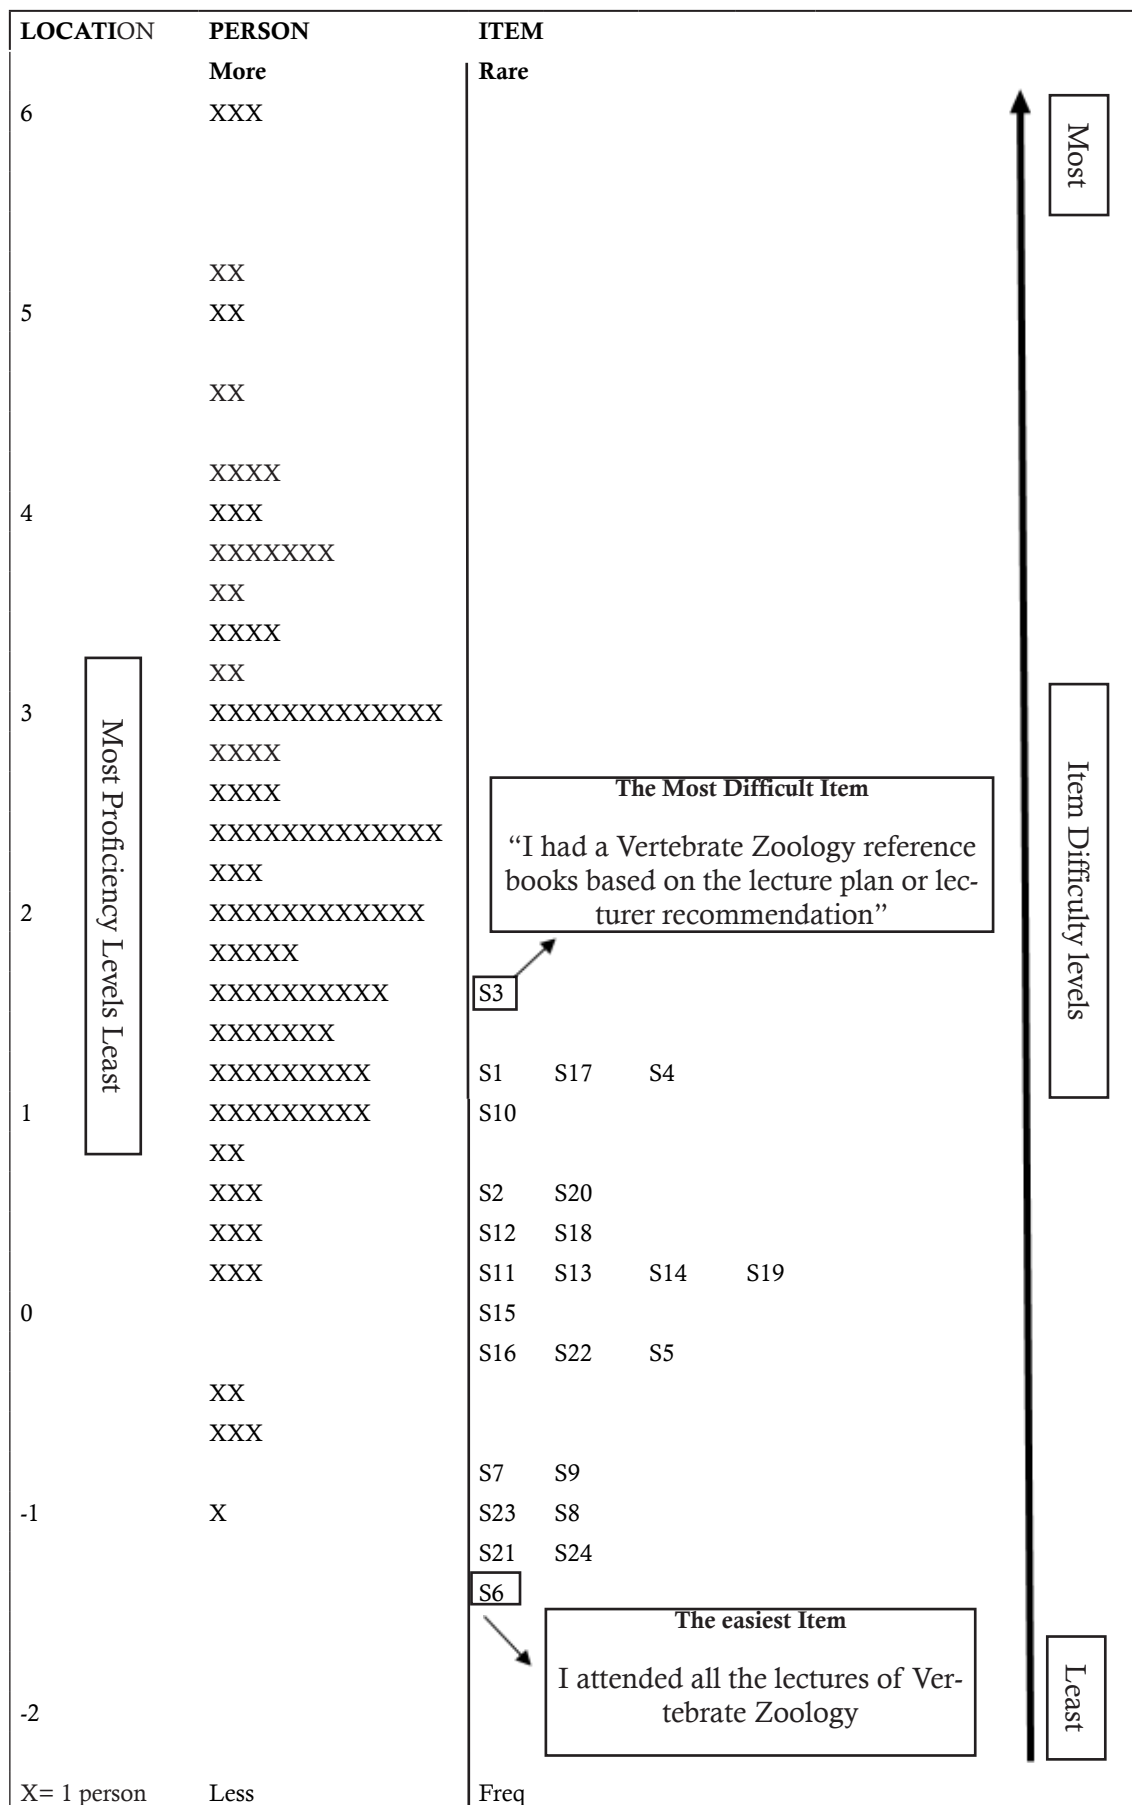 LOCATION PERSON ITEM
More Rare
6 XXX
Most
XX
5 XX
XX
XXXX
4 XXX
XXXXXXX
XX
XXXX
XX
3 XXXXXXXXXXXXX
XXXX
XXXX
XXXXXXXXXXXXX
XXX
2 XXXXXXXXXXXX
XXXXX
The Most Difficult Item
“I had a Vertebrate Zoology reference
books based on the lecture plan or lec-
turer recommendation”
Most Proficiency Levels Least
Item Difficulty levels
XXXXXXXXXX S3
XXXXXXX
XXXXXXXXX S1 S17 S4
1 XXXXXXXXX S10
XX
XXX S2 S20
XXX S12 S18
XXX S11 S13 S14 S19
0 S15
S16 S22 S5
XX
XXX
S7 S9
-1 X S23 S8
S21 S24
S6
The easiest Item
I attended all the lectures of Ver-
tebrate Zoology
Least
-2
X= 1 person Less Freq